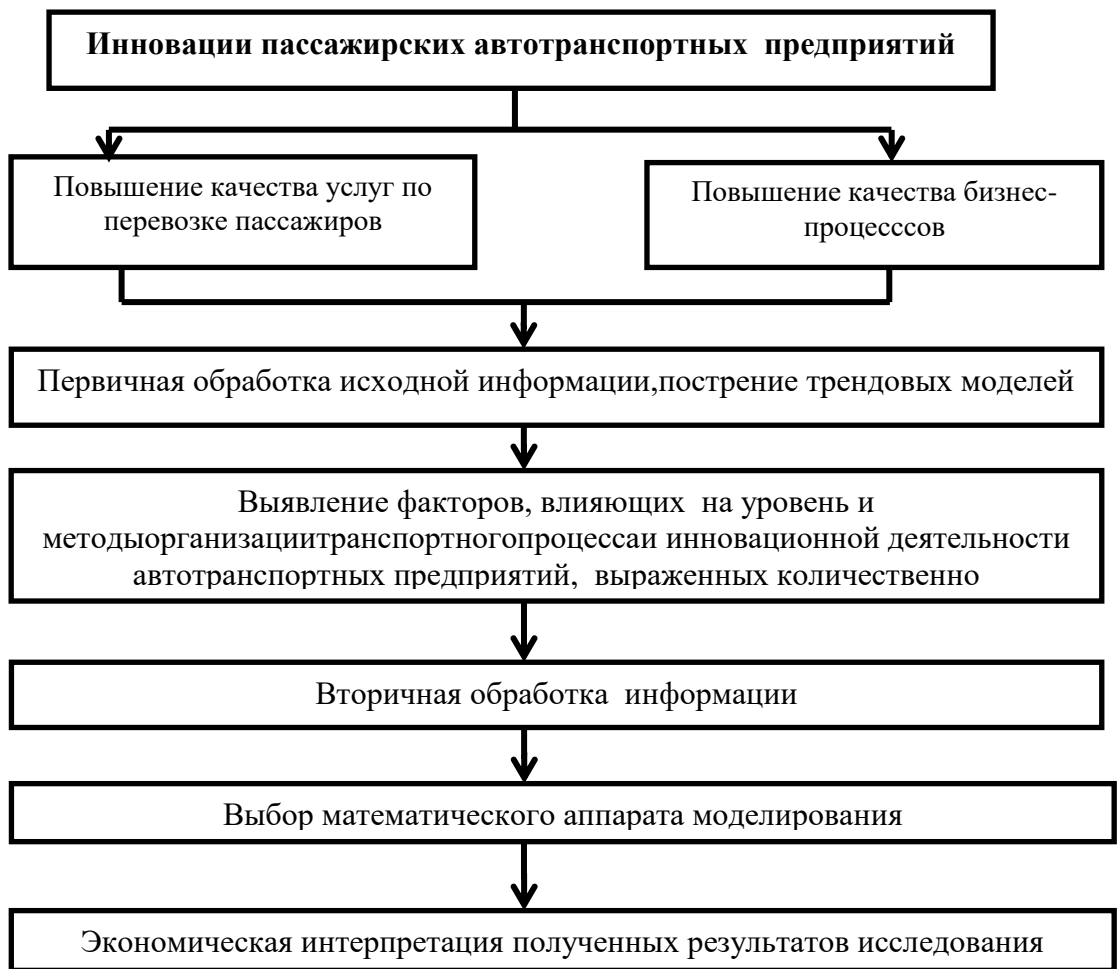 Инновации пассажирских автотранспортных предприятий
Повышение качества услуг по
перевозке пассажиров
Повышение качества бизнес-
процесссов
Первичная обработка исходной информации,пострение трендовых моделей
Выявление факторов, влияющих на уровень и
методыорганизациитранспортногопроцессаи инновационной деятельности
автотранспортных предприятий, выраженных количественно
Вторичная обработка информации
Выбор математического аппарата моделирования
Экономическая интерпретация полученных результатов исследования